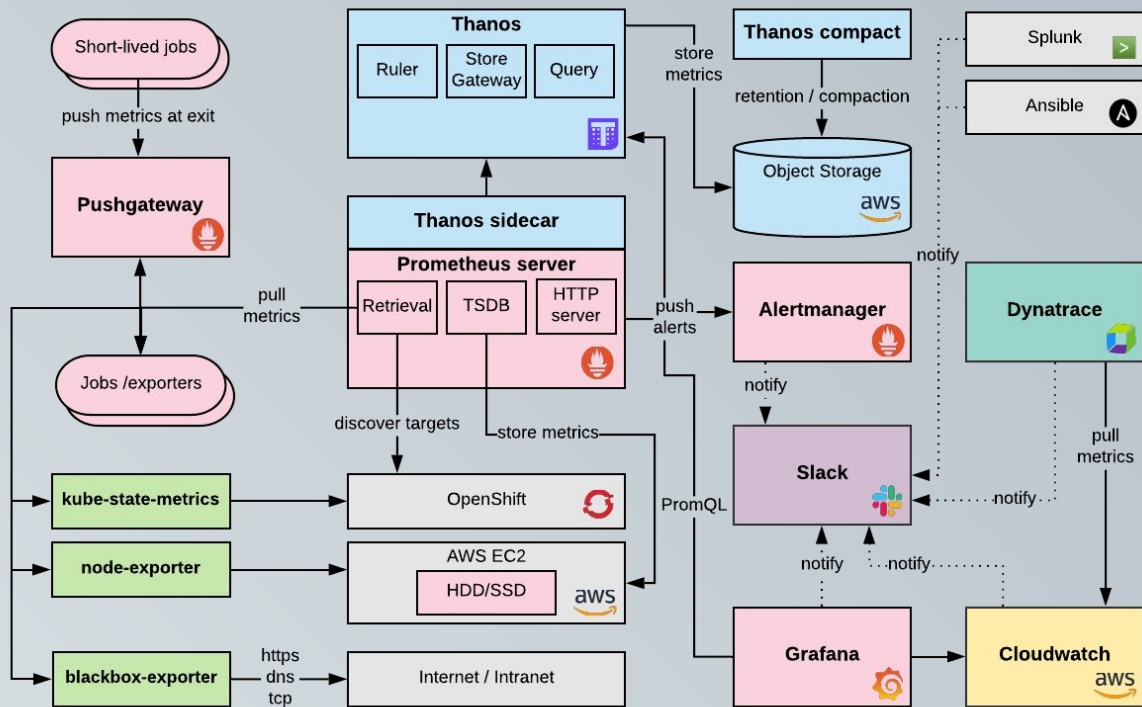 Short-lived jobs
push metrics at exit
Pushgateway
pull
metrics
Jobs /exporters
kube-state-metrics
node-exporter
blackbox-exporter
https
dns
tcp
Thanos
Ruler
Store
Gateway
Query
Thanos sidecar
Prometheus server
Retrieval
TSDB
HTTP
server
discover targets
store metrics
OpenShift
AWS EC2
HDD/SSD
aws
Internet / Intranet
store
metrics
push
alerts
PromQL
Thanos compact
retention / compaction
Object Storage
aws
Alertmanager
notify
Slack
notify
notify
Grafana
Splunk
>
Ansible
A
notify
Dynatrace
pull
metrics
notify
Cloudwatch
aws